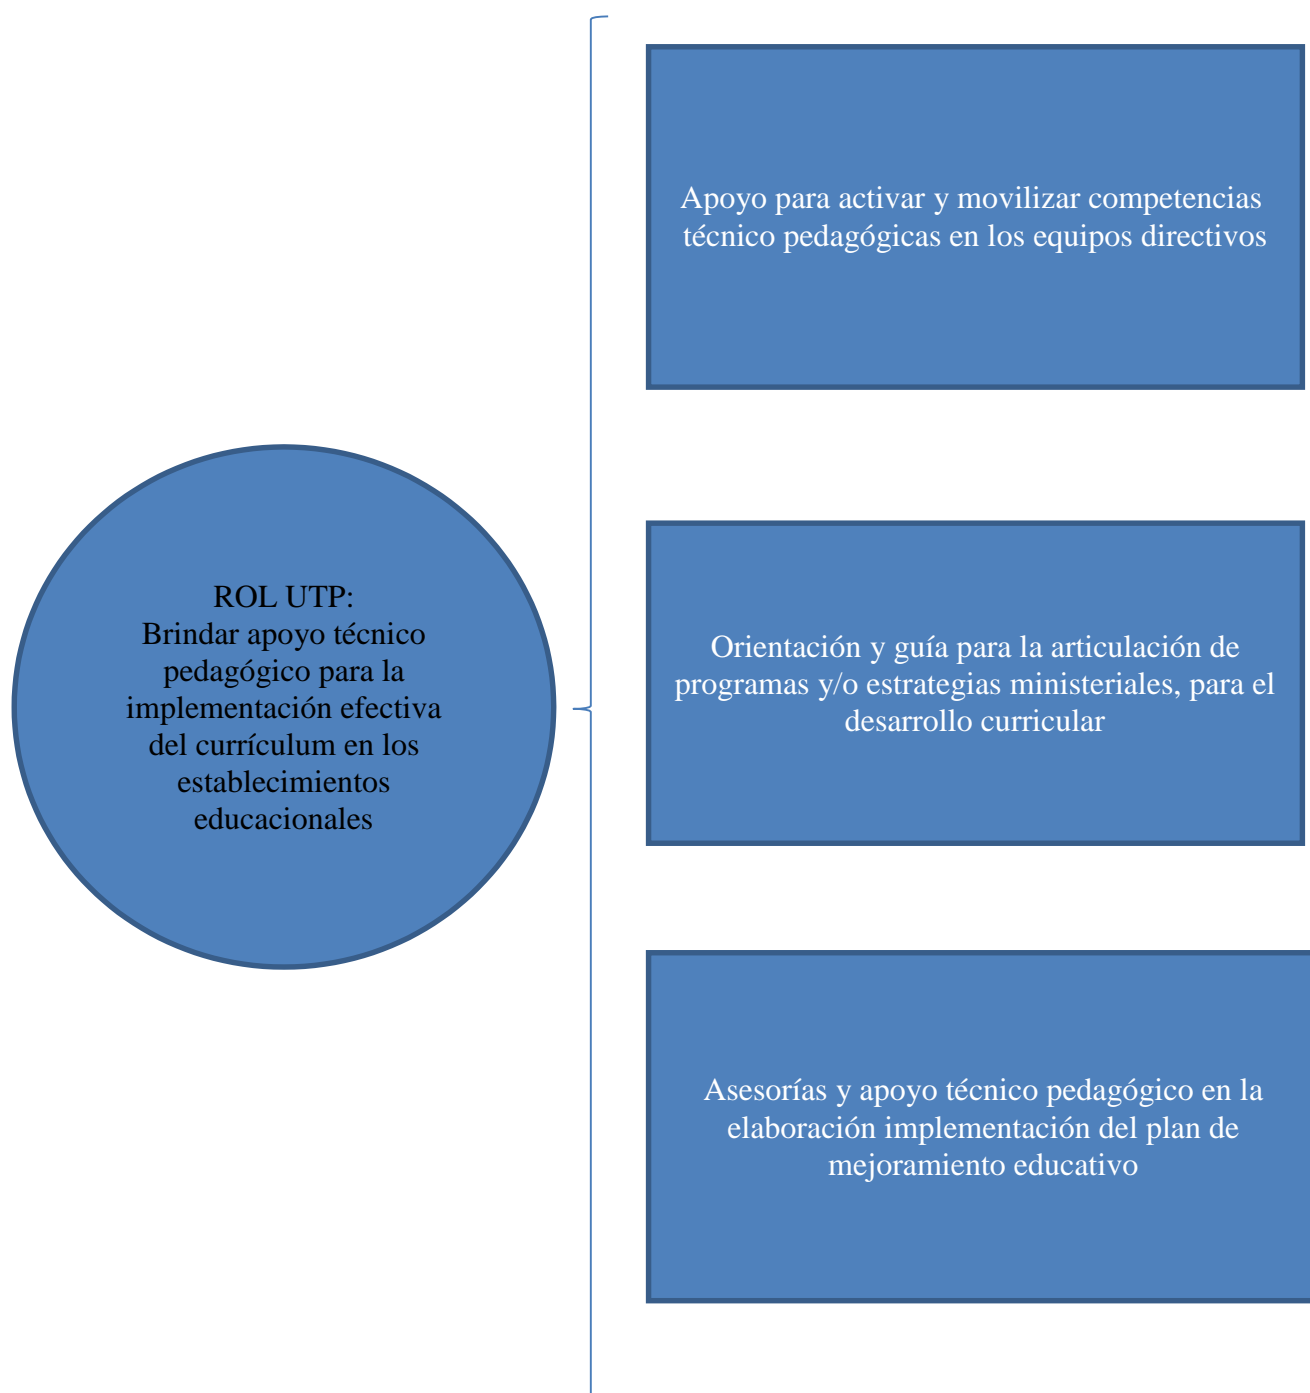 Apoyo para activar y movilizar competencias
técnico pedagógicas en los equipos directivos
ROL UTP:
Brindar apoyo técnico
pedagógico para la
implementación efectiva
del currículum en los
establecimientos
educacionales
Orientación y guía para la articulación de
programas y/o estrategias ministeriales, para el
desarrollo curricular
Asesorías y apoyo técnico pedagógico en la
elaboración implementación del plan de
mejoramiento educativo